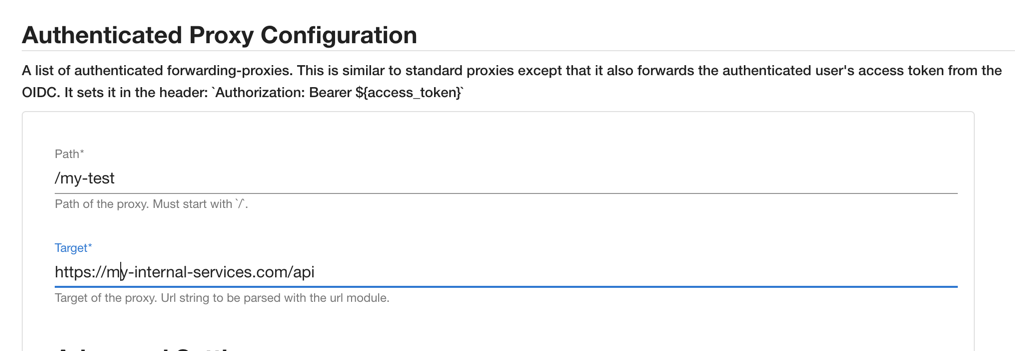 Authenticated Proxy Configuration
A list of authenticated forwarding-proxies. This is similar to standard proxies except that it also forwards the authenticated user's access token from the
OIDC. It sets it in the header: `Authorization: Bearer ${access_token}`
Path*
/my-test
Path of the proxy. Must start with `/`.
Target*
https://my-internal-services.com/api
Target of the proxy. Url string to be parsed with the url module.